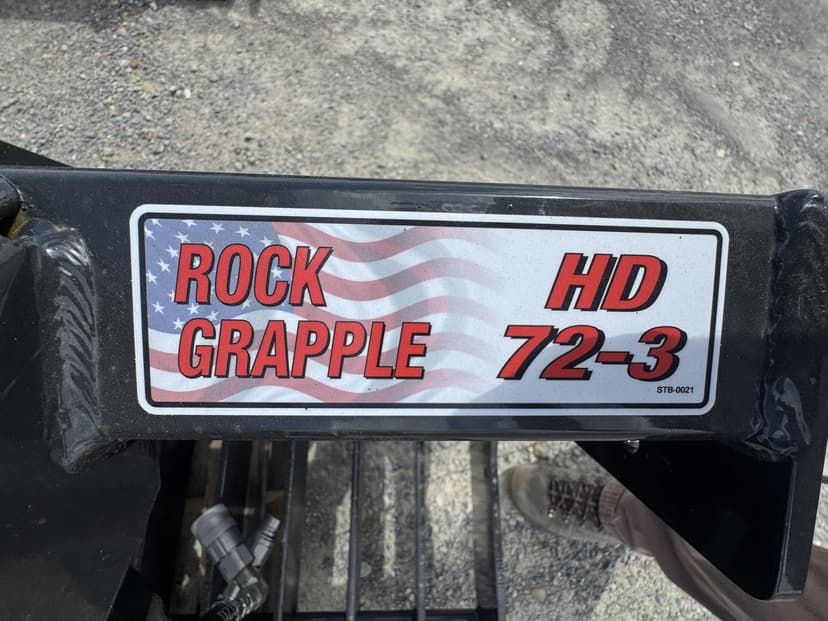 ROCK HD
GRAPPLE 72-3
STB-0021